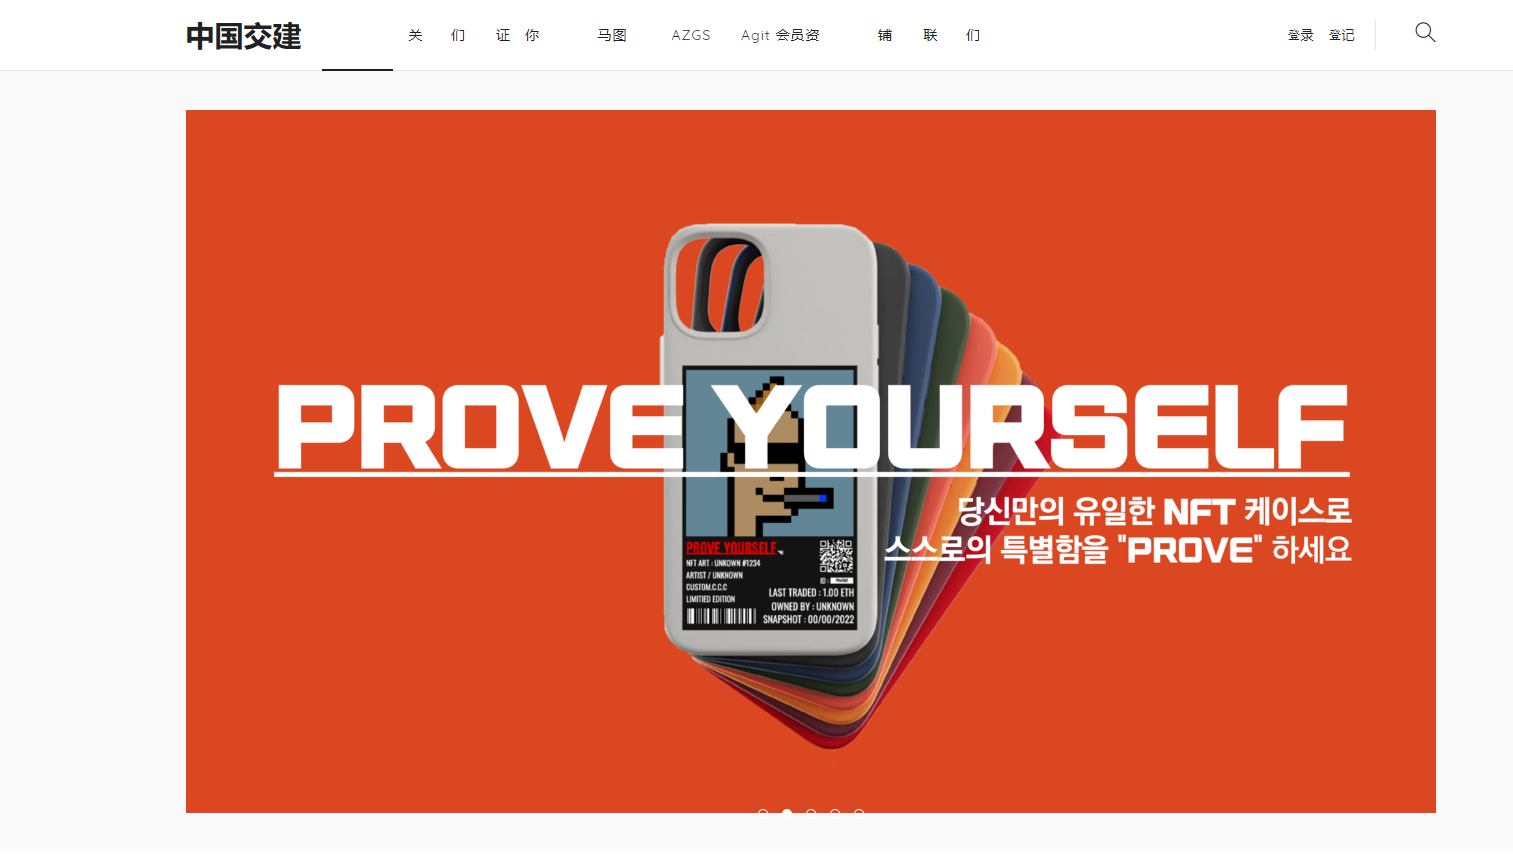 中国交建
关 们 证 你 马图 AZGS Agit 会员资 铺 联 们
登录 登记
PROVE YOURSELF
당신만의 유일한 NFT 케이스로
스스로의 특별함을 "PROVE" 하세요
PROVE YOURSELF
NFT ART : UNKOWN #1234
ARTIST / UNKNOWN
CUSTOM.C.C.C
LIMITIED EDITION
ID :
LAST TRADED : 1.00 ETH
OWNED BY : UNKNOWN
SNAPSHOT : 00/00/2022